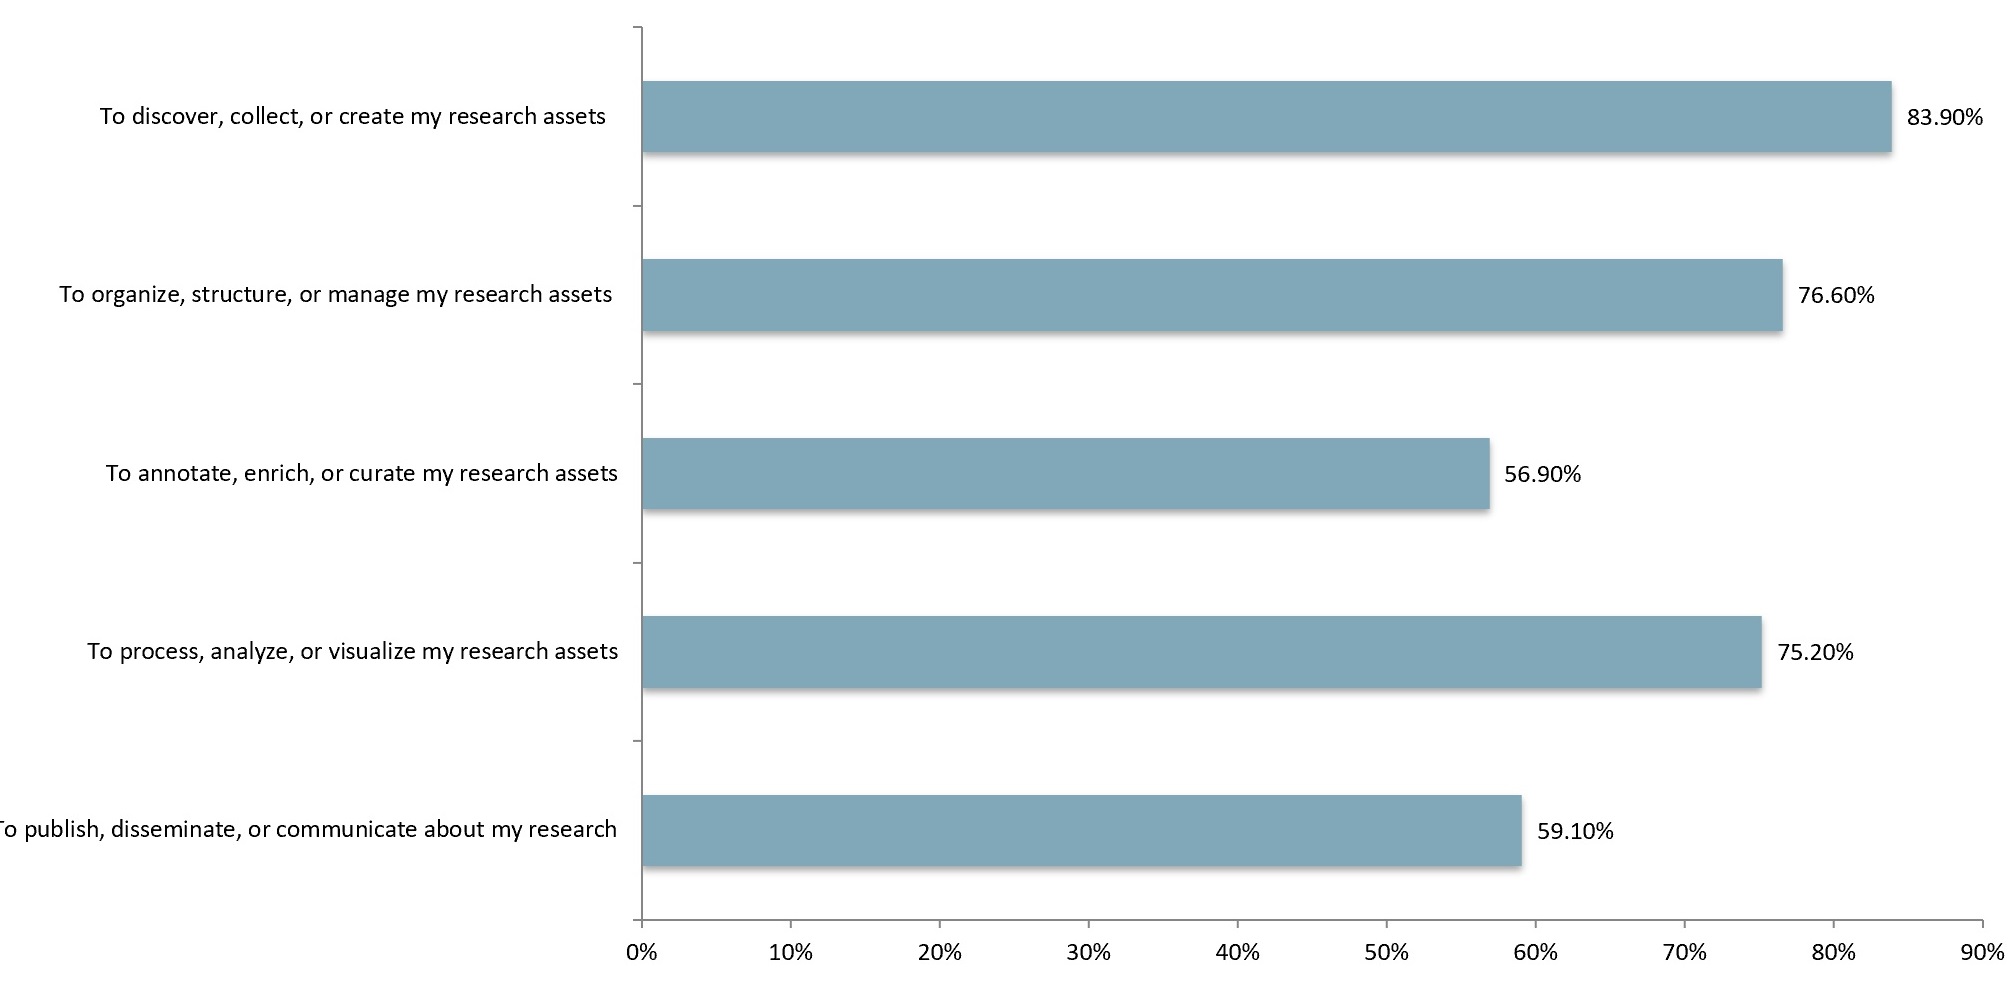 To discover, collect, or create my research assets
83.90%
To organize, structure, or manage my research assets
76.60%
To annotate, enrich, or curate my research assets
56.90%
To process, analyze, or visualize my research assets
75.20%
To publish, disseminate, or communicate about my research
59.10%
0% 10% 20% 30% 40% 50% 60% 70% 80% 90%